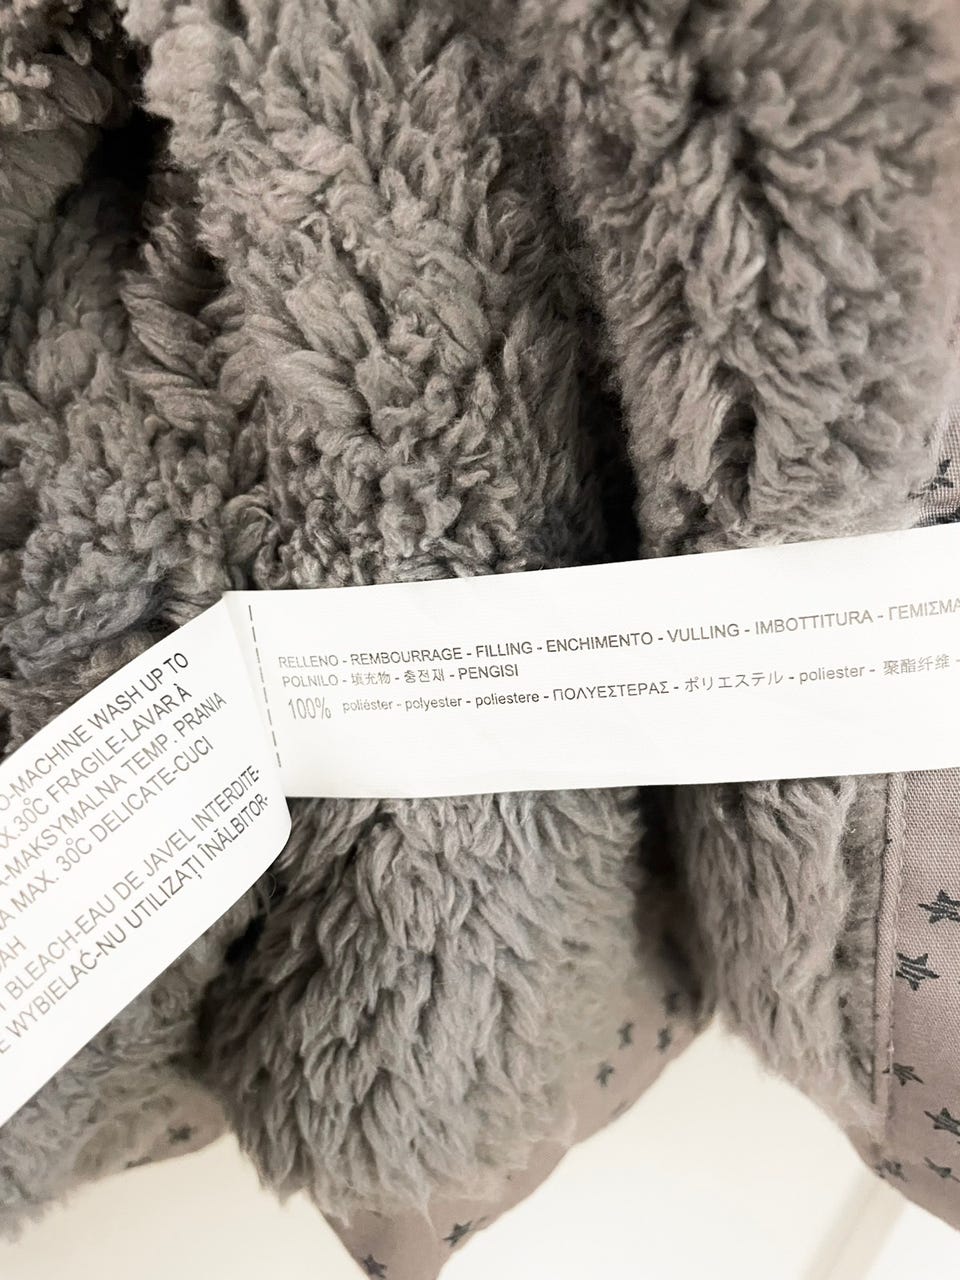 O-MACHINE WASH UP TO
X.30ºC FRAGILE-LAVAR À
A-MAKSYMALNA TEMP. PRANIA
A MAX. 30ºC DELICATE-CUCI
AH
BLEACH-EAU DE JAVEL INTERDITE-
E WYBIELAĆ-NU UTILIZAȚI ÎNĂLBITOR-
RELLENO - REMBOURRAGE - FILLING - ENCHIMENTO - VULLING - IMBOTTITURA - ΓΕΜΙΣΜΑ
POLNILO - 填充物 - 충전재 - PENGISI
100% poliéster - polyester - poliestere - ΠΟΛΥΕΣΤΕΡΑΣ - ポリエステル - poliester - 聚酯纤维 -